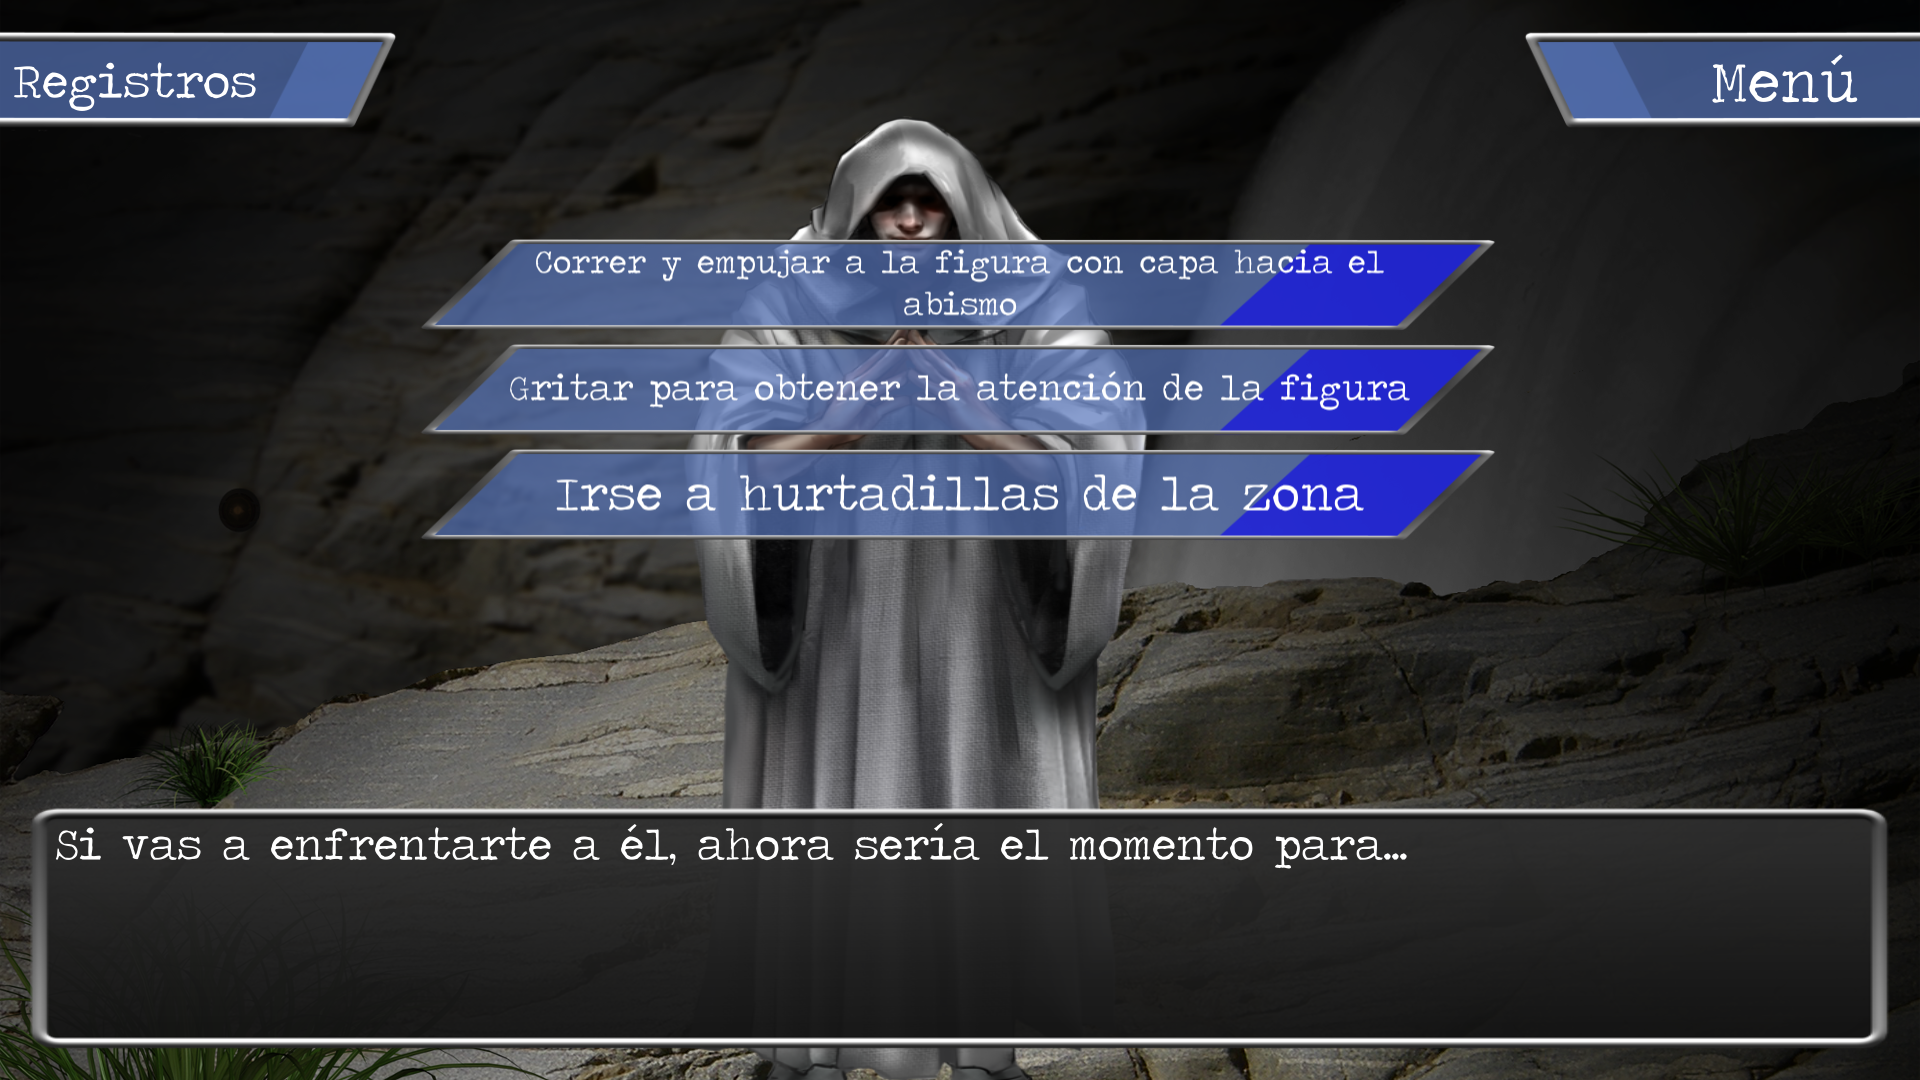 Registros
Menú
Correr y empujar a la figura con capa hacia el
abismo
Gritar para obtener la atención de la figura
Irse a hurtadillas de la zona
Si vas a enfrentarte a él, ahora sería el momento para…